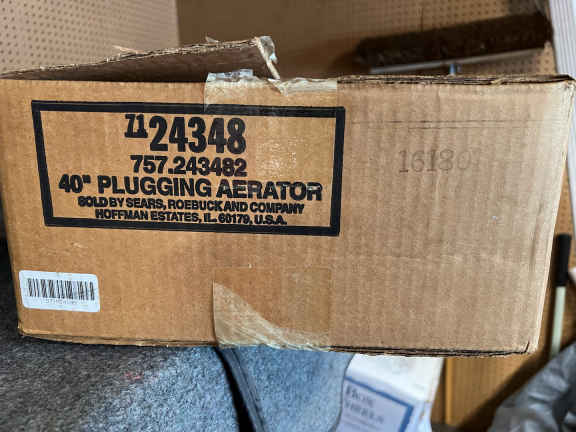 71 24348
757.243482
40" PLUGGING AERATOR
SOLD BY SEARS, ROEBUCK AND COMPANY
HOFFMAN ESTATES, IL. 60179, U.S.A.
16180